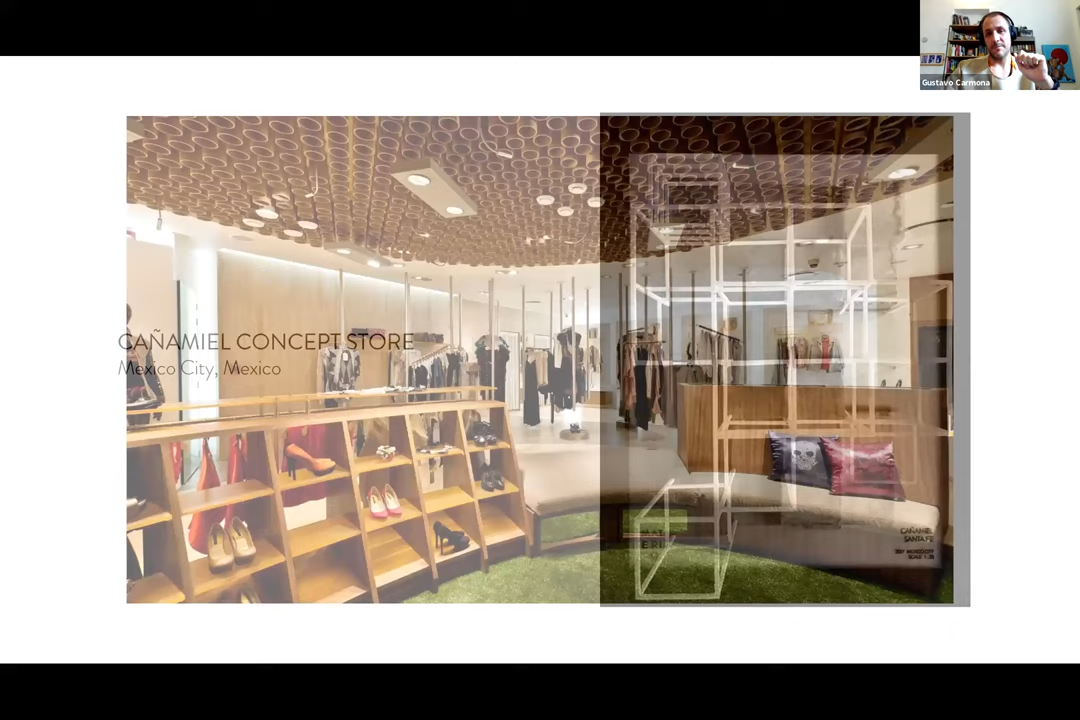 Gustavo Carmona
CAÑAMIEL CONCEPT STORE
Mexico City, Mexico
CAÑAMIEL
SANTA FE